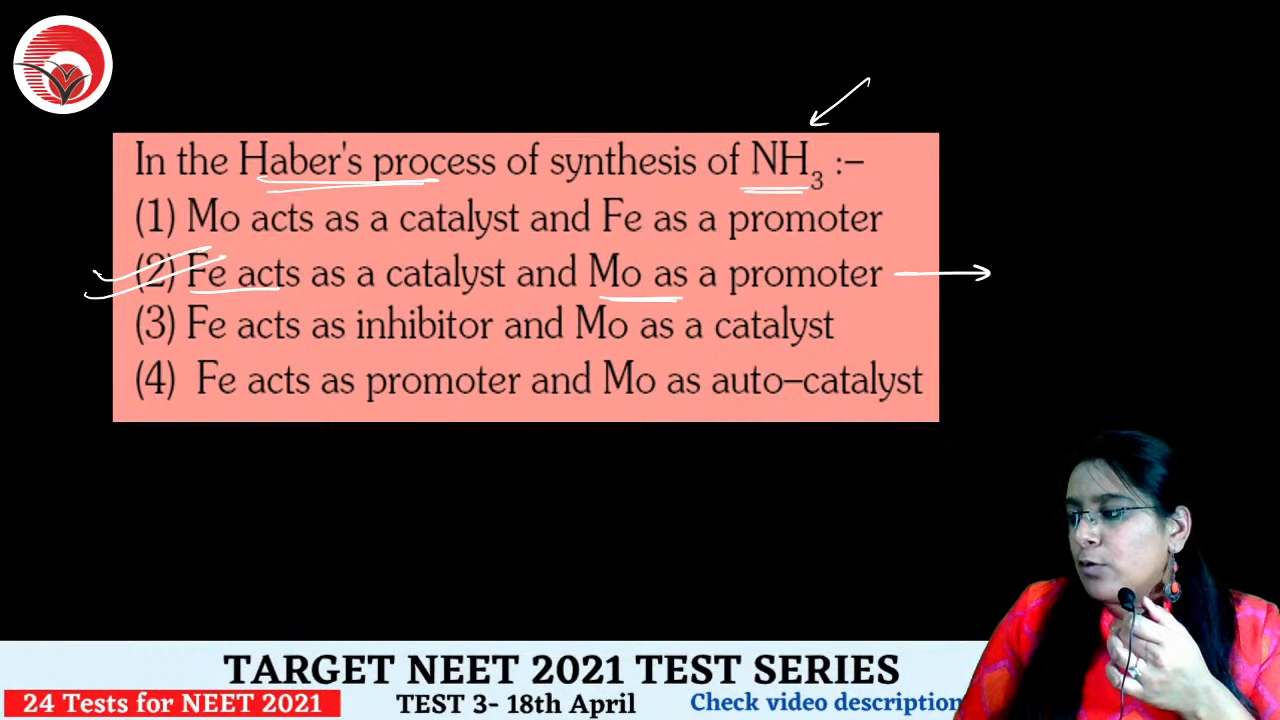 In the Haber's process of synthesis of NH₃ :–
(1) Mo acts as a catalyst and Fe as a promoter
(2) Fe acts as a catalyst and Mo as a promoter
(3) Fe acts as inhibitor and Mo as a catalyst
(4) Fe acts as promoter and Mo as auto–catalyst
TARGET NEET 2021 TEST SERIES
24 Tests for NEET 2021 TEST 3- 18th April Check video description